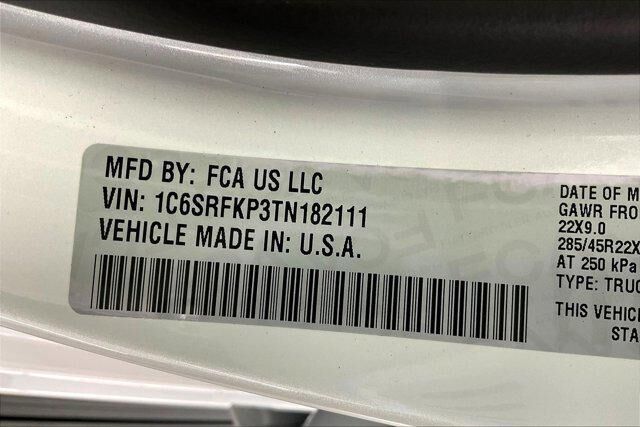 MFD BY: FCA US LLC
VIN: 1C6SRFKP3TN182111
VEHICLE MADE IN: U.S.A.
DATE OF M
GAWR FRO
22X9.0
285/45R22X
AT 250 kPa
TYPE: TRUC
THIS VEHIC
STA